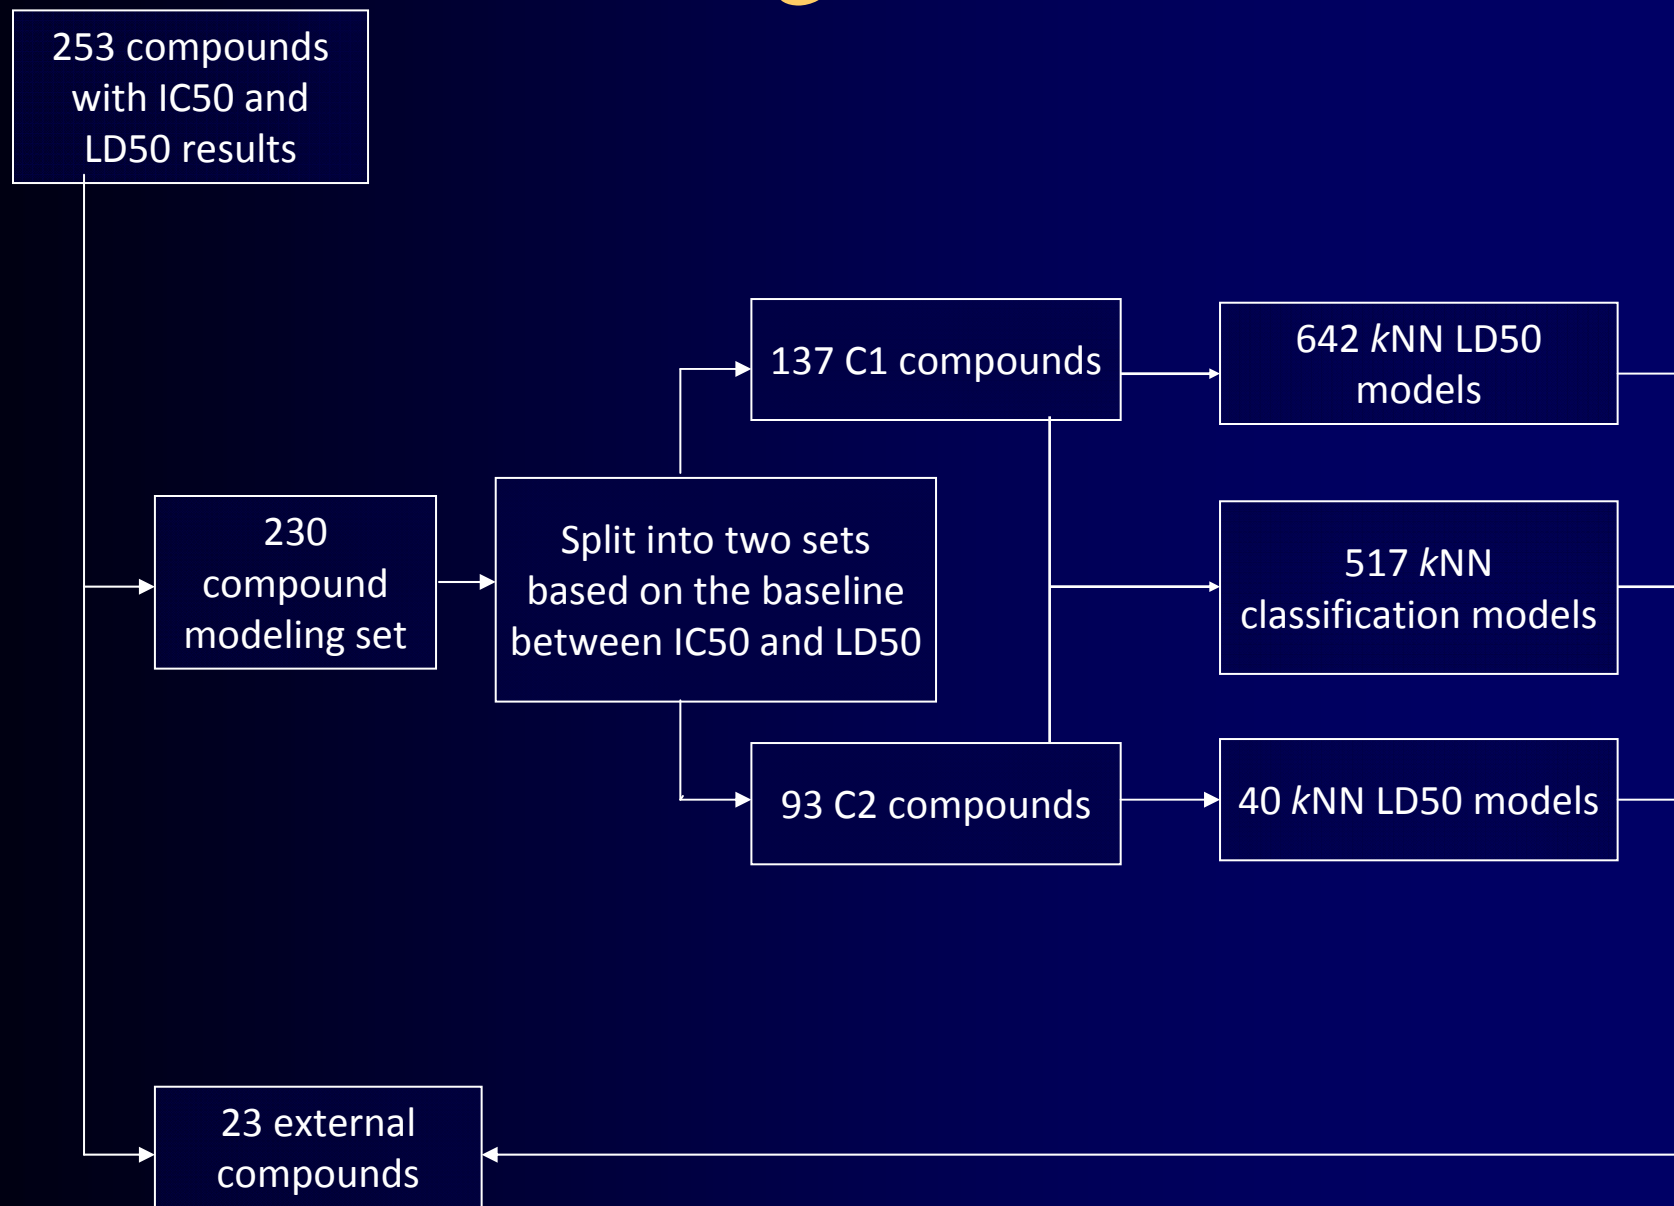 253 compounds
with IC50 and
LD50 results
230
compound
modeling set
Split into two sets
based on the baseline
between IC50 and LD50
137 C1 compounds
93 C2 compounds
642 kNN LD50
models
517 kNN
classification models
40 kNN LD50 models
23 external
compounds